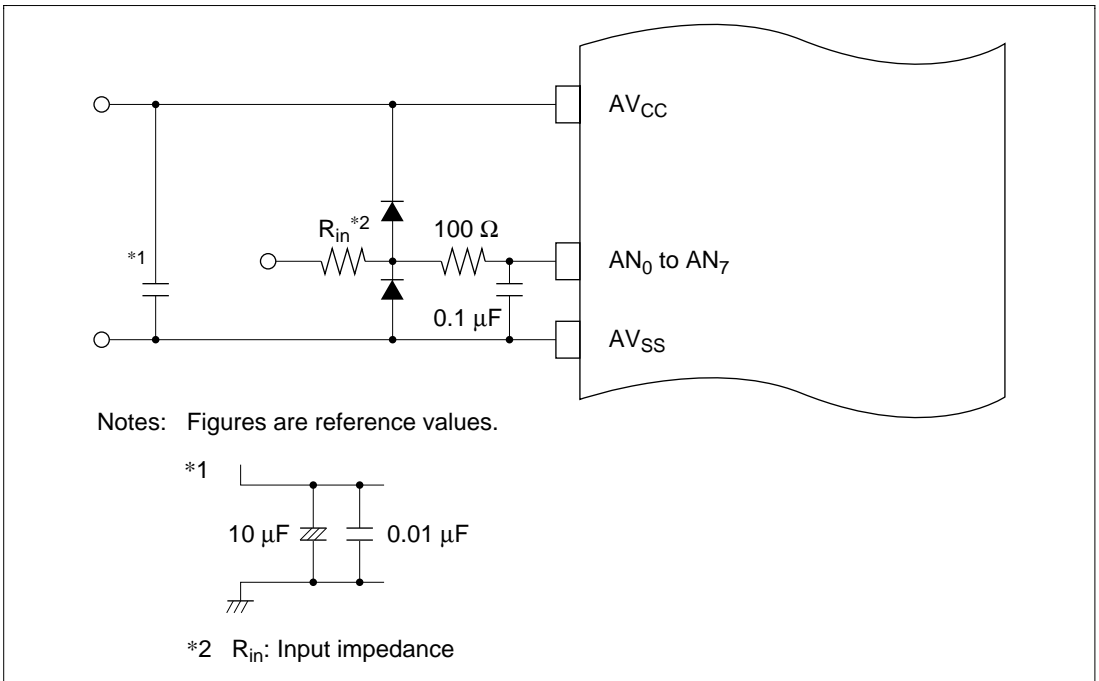 AVCC
Rin*2
100 Ω
*1
AN0 to AN7
0.1 μF
AVSS
Notes: Figures are reference values.
*1
10 μF
0.01 μF
*2 Rin: Input impedance